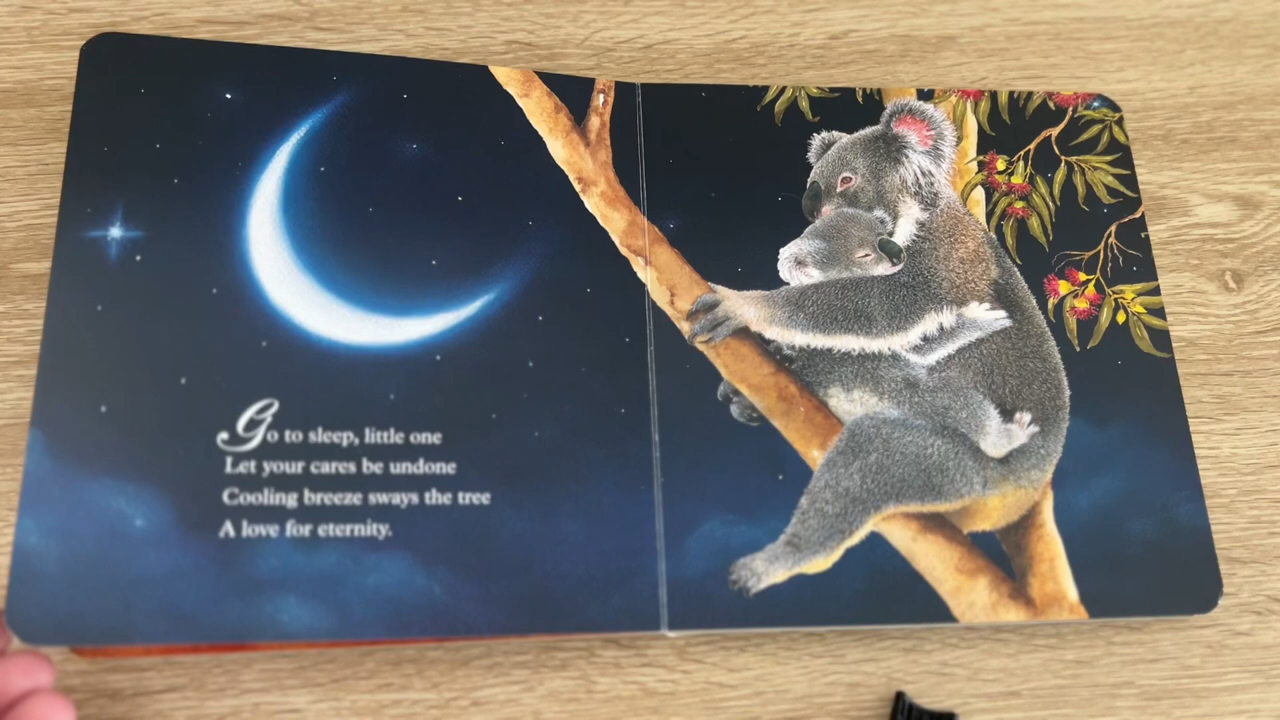 Go to sleep, little one
Let your cares be undone
Cooling breeze sways the tree
A love for eternity.